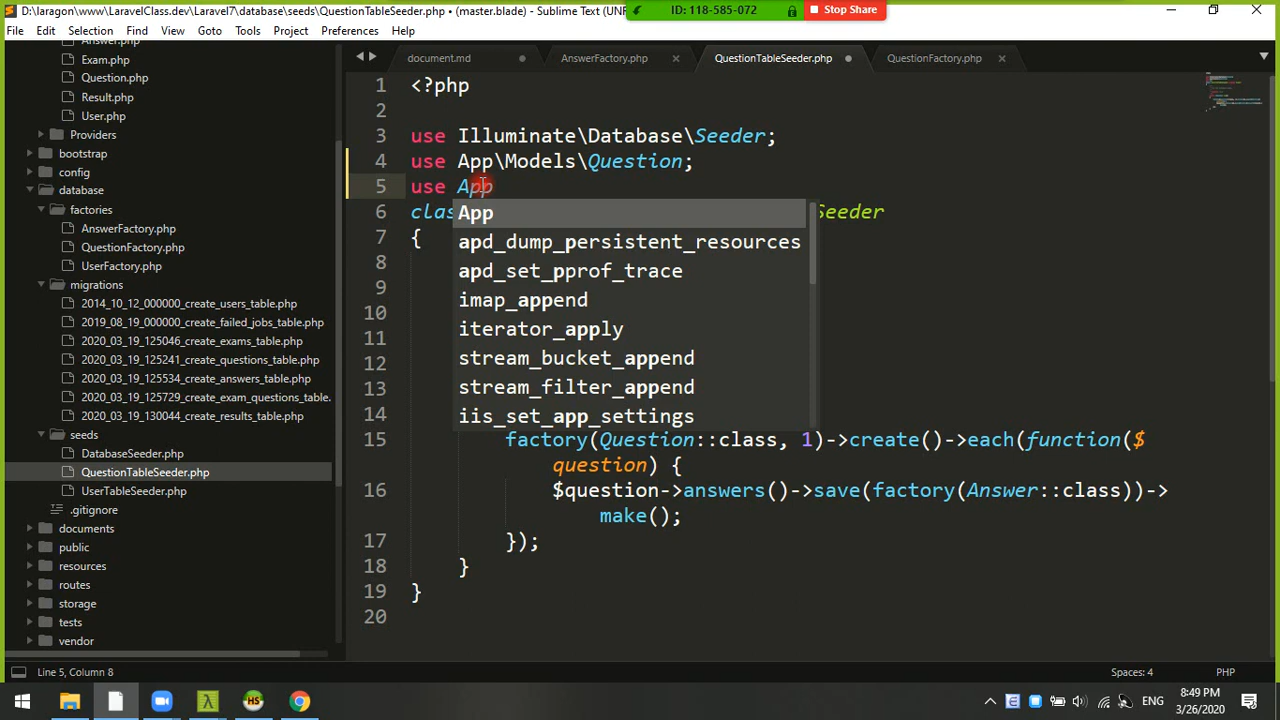 D:\laragon\www\LaravelClass.dev\Laravel7\database\seeds\QuestionTableSeeder.php • (master.blade) - Sublime Text (UN
ID: 118-585-072
Stop Share
File Edit Selection Find View Goto Tools Project Preferences Help
Answer.php
Exam.php
Question.php
Result.php
User.php
Providers
bootstrap
config
database
factories
AnswerFactory.php
QuestionFactory.php
UserFactory.php
migrations
2014_10_12_000000_create_users_table.php
2019_08_19_000000_create_failed_jobs_table.php
2020_03_19_125046_create_exams_table.php
2020_03_19_125241_create_questions_table.php
2020_03_19_125534_create_answers_table.php
2020_03_19_125729_create_exam_questions_table.
2020_03_19_130044_create_results_table.php
seeds
DatabaseSeeder.php
QuestionTableSeeder.php
UserTableSeeder.php
.gitignore
documents
public
resources
routes
storage
tests
vendor
document.md AnswerFactory.php QuestionTableSeeder.php QuestionFactory.php
1 <?php
2
3 use Illuminate\Database\Seeder;
4 use App\Models\Question;
5 use App
6 clas Seeder
7 {
8
9
10
11
12
13
14
App
apd_dump_persistent_resources
apd_set_pprof_trace
imap_append
iterator_apply
stream_bucket_append
stream_filter_append
iis_set_app_settings
15 factory(Question::class, 1)->create()->each(function($
question) {
16 $question->answers()->save(factory(Answer::class))->
make();
17 });
18 }
19 }
20
Line 5, Column 8 Spaces: 4 PHP
ENG
8:49 PM
3/26/2020